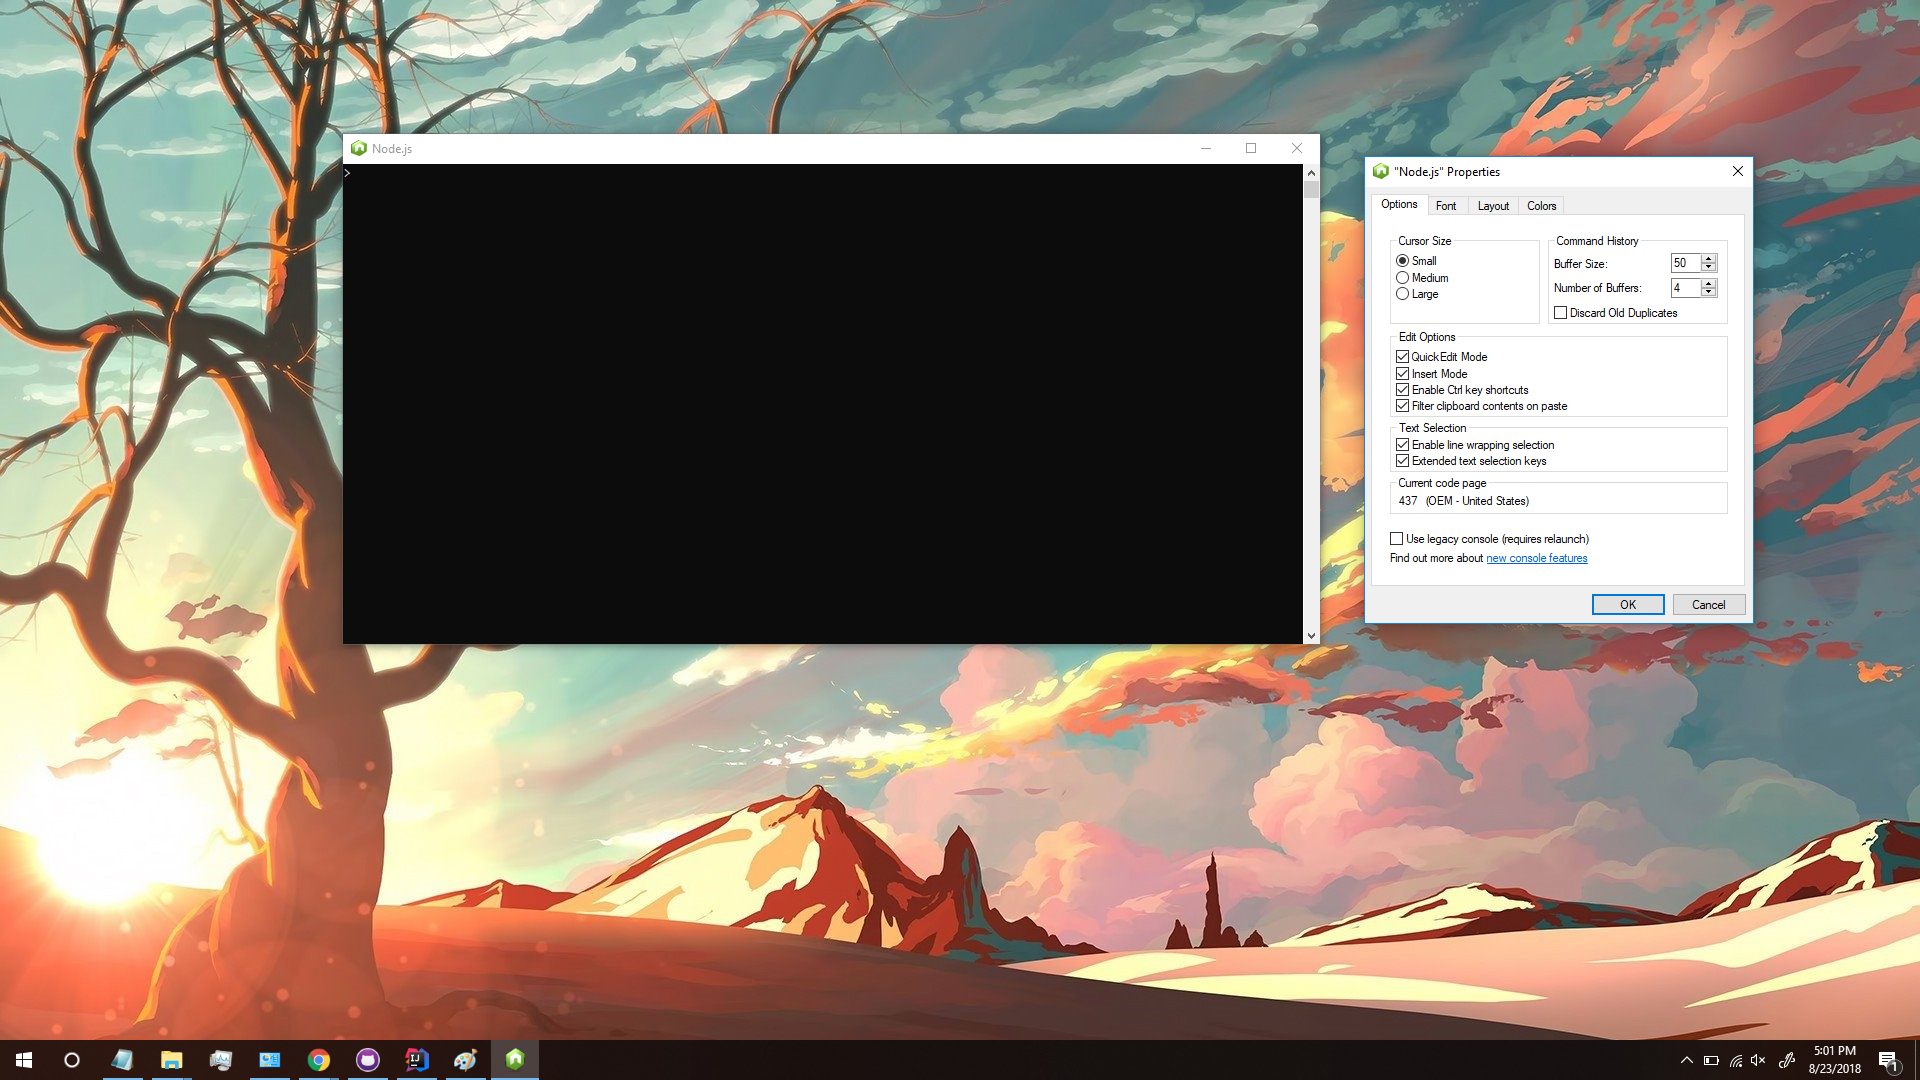 Node.js
>
"Node.js" Properties
Options Font Layout Colors
Cursor Size
Small
Medium
Large
Command History
Buffer Size: 50
Number of Buffers: 4
Discard Old Duplicates
Edit Options
QuickEdit Mode
Insert Mode
Enable Ctrl key shortcuts
Filter clipboard contents on paste
Text Selection
Enable line wrapping selection
Extended text selection keys
Current code page
437 (OEM - United States)
Use legacy console (requires relaunch)
Find out more about new console features
OK Cancel
IJ
5:01 PM
8/23/2018
1